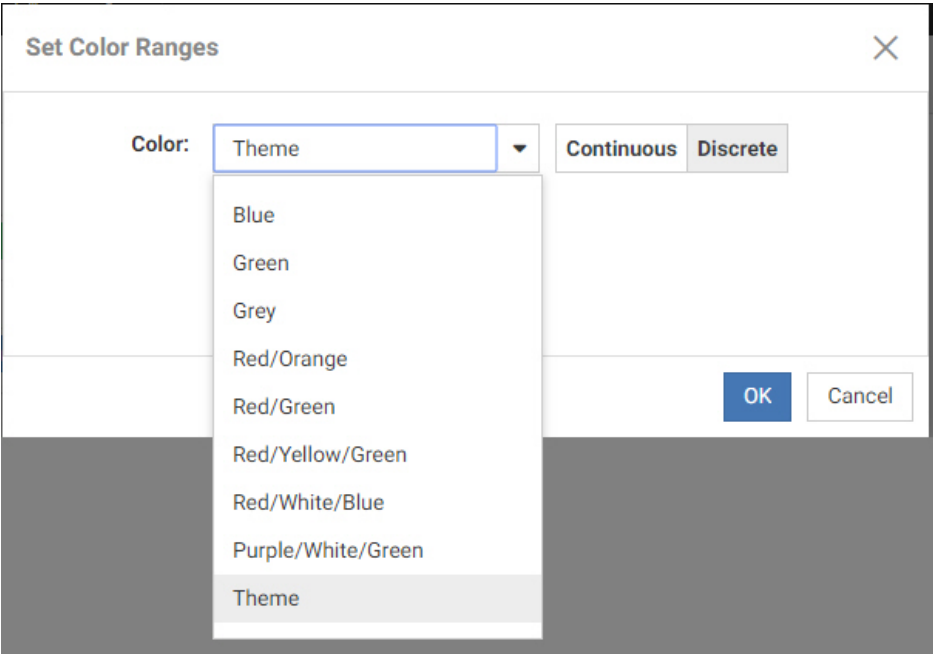 Set Color Ranges
Color: Theme Continuous Discrete
Blue
Green
Grey
Red/Orange
Red/Green
OK Cancel
Red/Yellow/Green
Red/White/Blue
Purple/White/Green
Theme